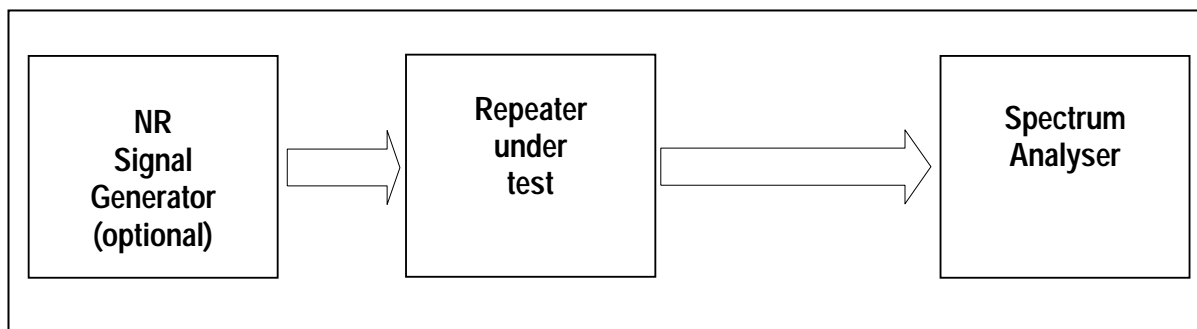 NR
Signal
Generator
(optional)
Repeater
under
test
Spectrum
Analyser